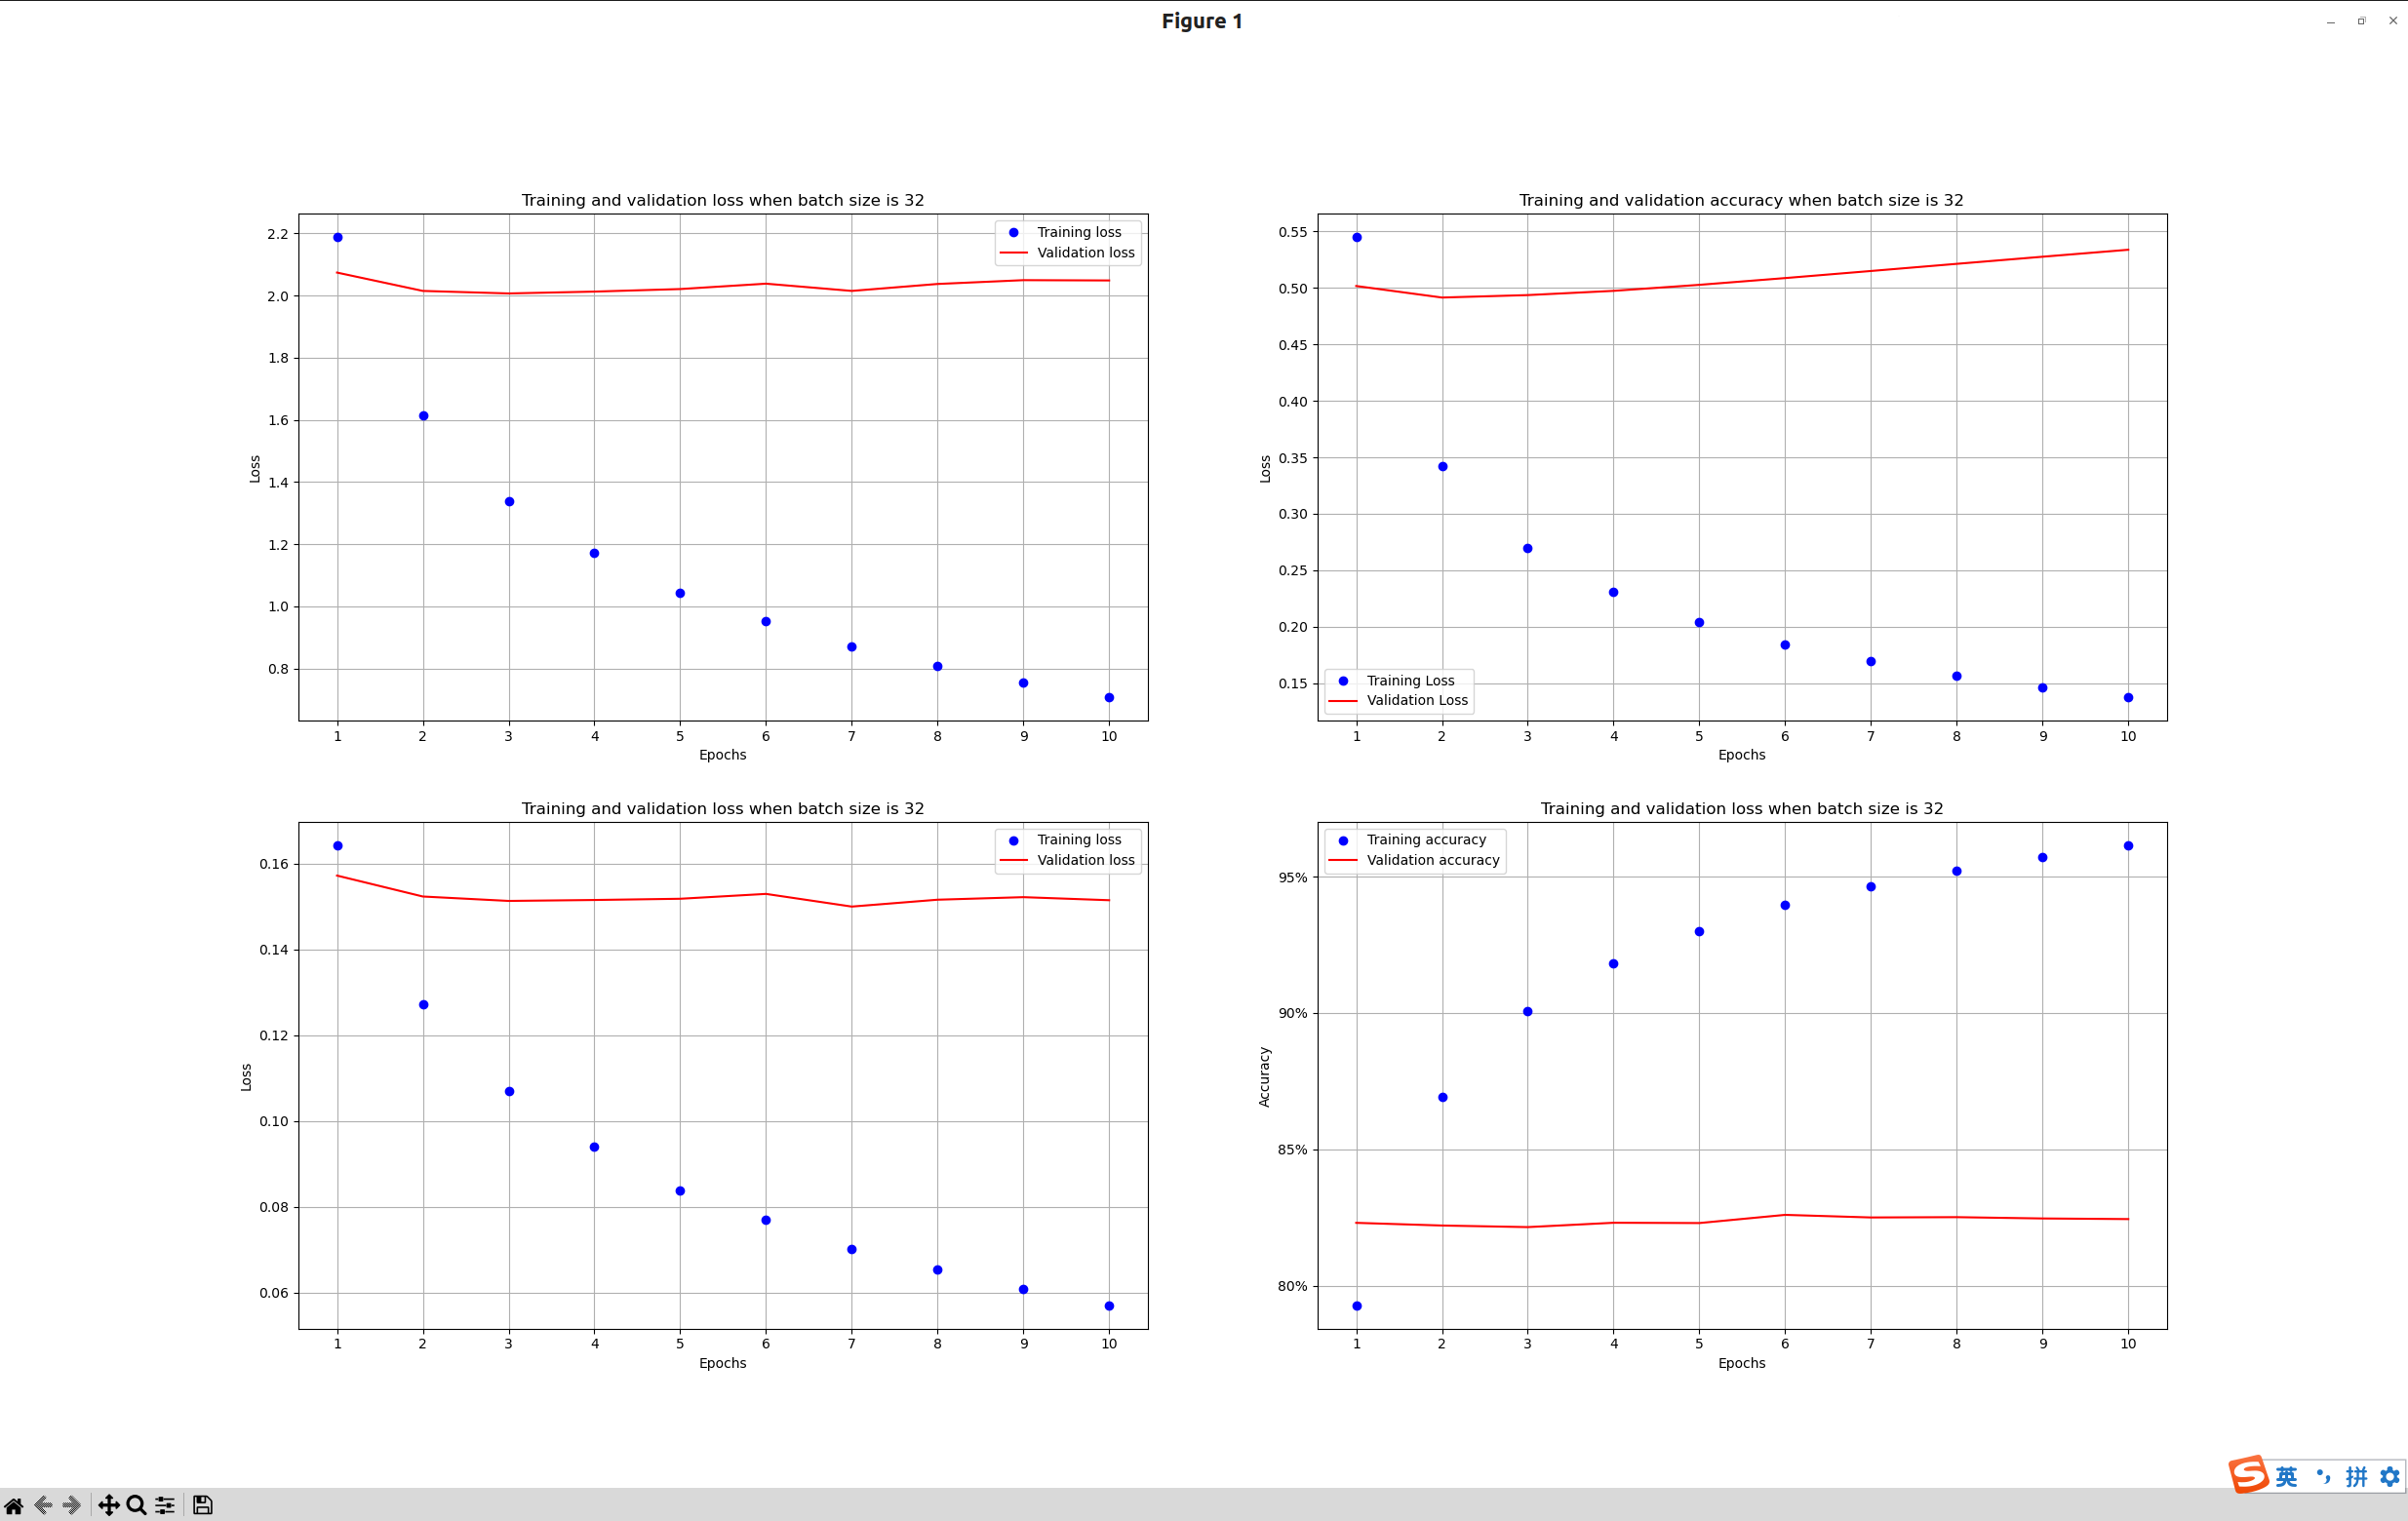 Figure 1
Training and validation loss when batch size is 32
2.2
2.0
1.8
1.6
1.4
1.2
1.0
0.8
Loss
Training loss
Validation loss
1 2 3 4 5 6 7 8 9 10
Epochs
Training and validation accuracy when batch size is 32
0.55
0.50
0.45
0.40
0.35
0.30
0.25
0.20
0.15
Loss
Training Loss
Validation Loss
1 2 3 4 5 6 7 8 9 10
Epochs
Training and validation loss when batch size is 32
0.16
0.14
0.12
0.10
0.08
0.06
Loss
Training loss
Validation loss
1 2 3 4 5 6 7 8 9 10
Epochs
Training and validation loss when batch size is 32
95%
90%
85%
80%
Accuracy
Training accuracy
Validation accuracy
1 2 3 4 5 6 7 8 9 10
Epochs
S 英 •, 拼